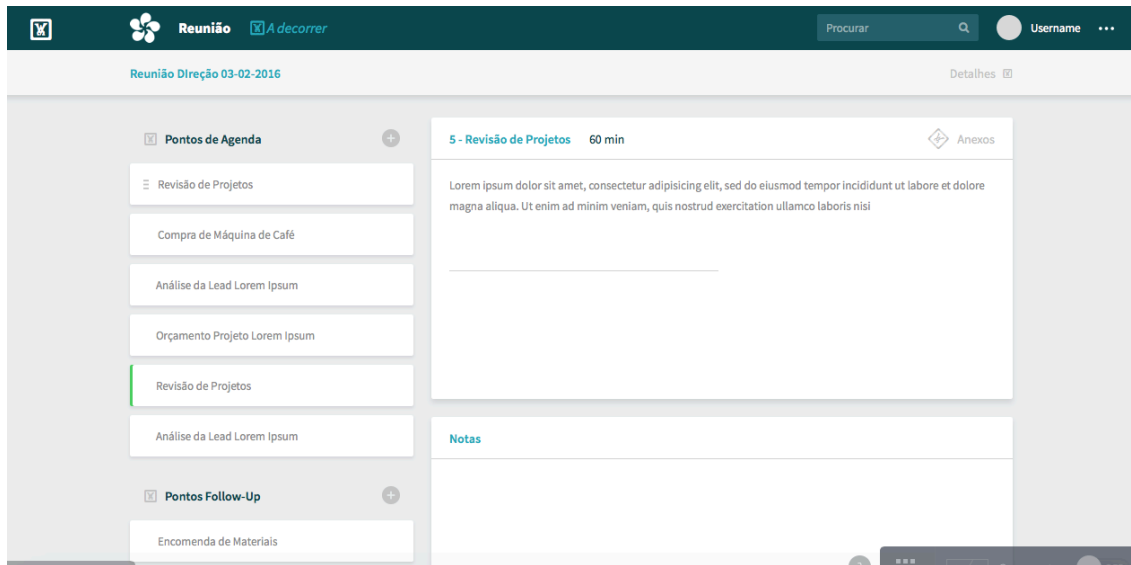 Reunião
A decorrer
Procurar
Username
Reunião DIreção 03-02-2016
Detalhes
Pontos de Agenda
Revisão de Projetos
Compra de Máquina de Café
Análise da Lead Lorem Ipsum
Orçamento Projeto Lorem Ipsum
Revisão de Projetos
Análise da Lead Lorem Ipsum
Pontos Follow-Up
Encomenda de Materiais
5 - Revisão de Projetos 60 min
Anexos
Lorem ipsum dolor sit amet, consectetur adipisicing elit, sed do eiusmod tempor incididunt ut labore et dolore
magna aliqua. Ut enim ad minim veniam, quis nostrud exercitation ullamco laboris nisi
Notas